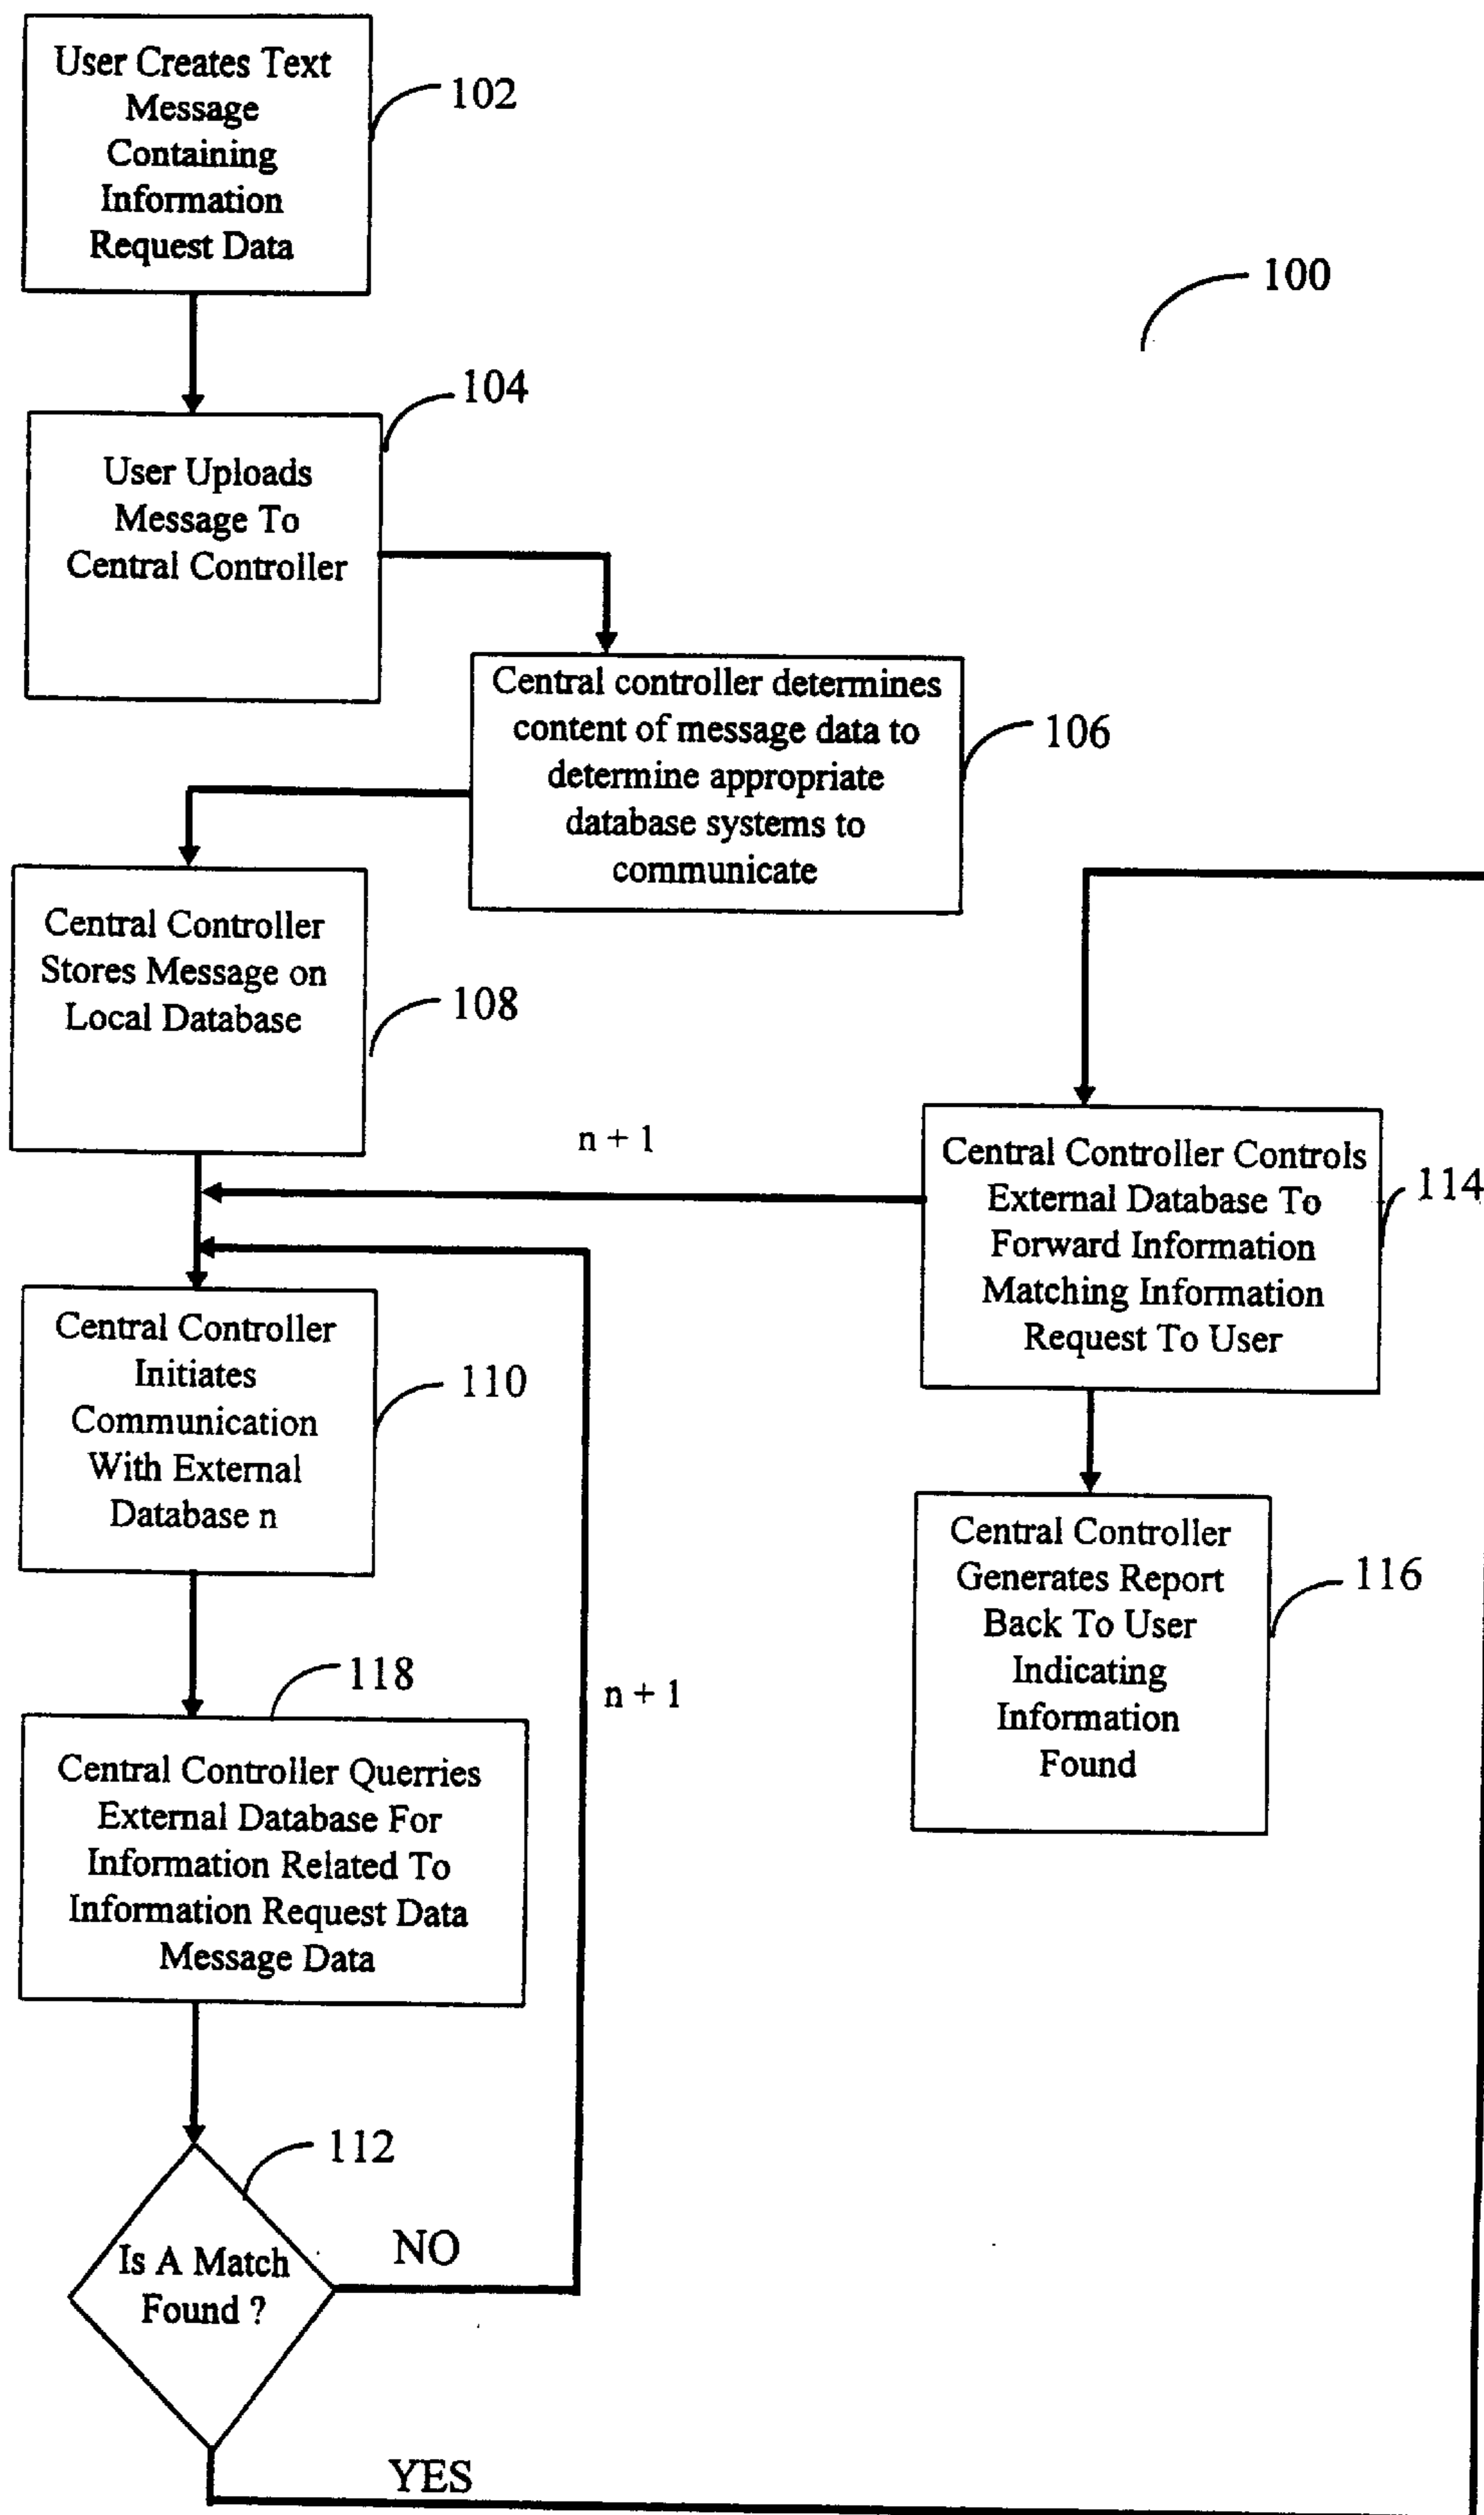 User Creates Text
Message
Containing
Information
Request Data
102
100
User Uploads
Message To
Central Controller
104
Central controller determines
content of message data to
determine appropriate
database systems to
communicate
106
Central Controller
Stores Message on
Local Database
108
n + 1
Central Controller Controls
External Database To
Forward Information
Matching Information
Request To User
114
Central Controller
Initiates
Communication
With External
Database n
110
Central Controller
Generates Report
Back To User
Indicating
Information
Found
116
118
n + 1
Central Controller Querries
External Database For
Information Related To
Information Request Data
Message Data
112
Is A Match
Found ?
NO
YES